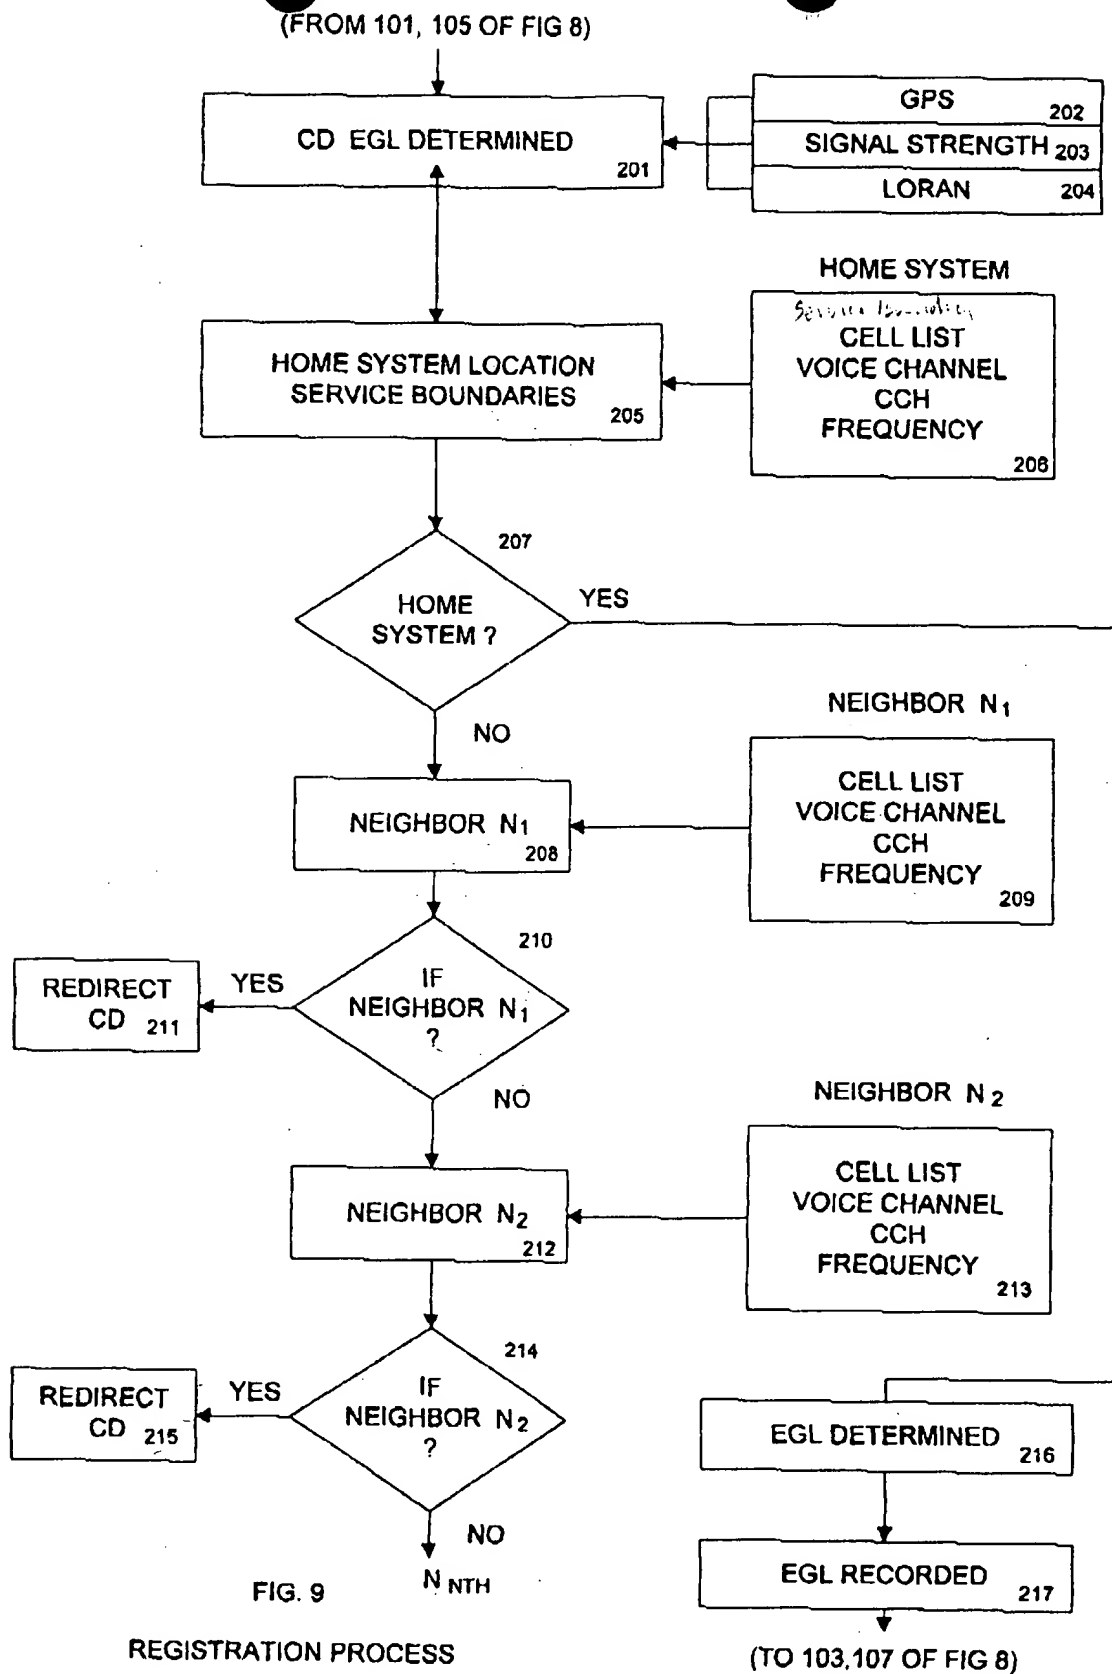 (FROM 101, 105 OF FIG 8)
CD EGL DETERMINED
201
GPS
202
SIGNAL STRENGTH 203
LORAN
204
HOME SYSTEM
HOME SYSTEM LOCATION
SERVICE BOUNDARIES
205
Service Boundary
CELL LIST
VOICE CHANNEL
CCH
FREQUENCY
206
207
HOME
SYSTEM ?
YES
NO
NEIGHBOR N1
NEIGHBOR N1
208
CELL LIST
VOICE CHANNEL
CCH
FREQUENCY
209
210
IF
NEIGHBOR N1
?
YES
REDIRECT
CD 211
NO
NEIGHBOR N2
NEIGHBOR N2
212
CELL LIST
VOICE CHANNEL
CCH
FREQUENCY
213
214
IF
NEIGHBOR N2
?
YES
REDIRECT
CD 215
NO
N NTH
EGL DETERMINED
216
EGL RECORDED
217
(TO 103,107 OF FIG 8)
FIG. 9
REGISTRATION PROCESS